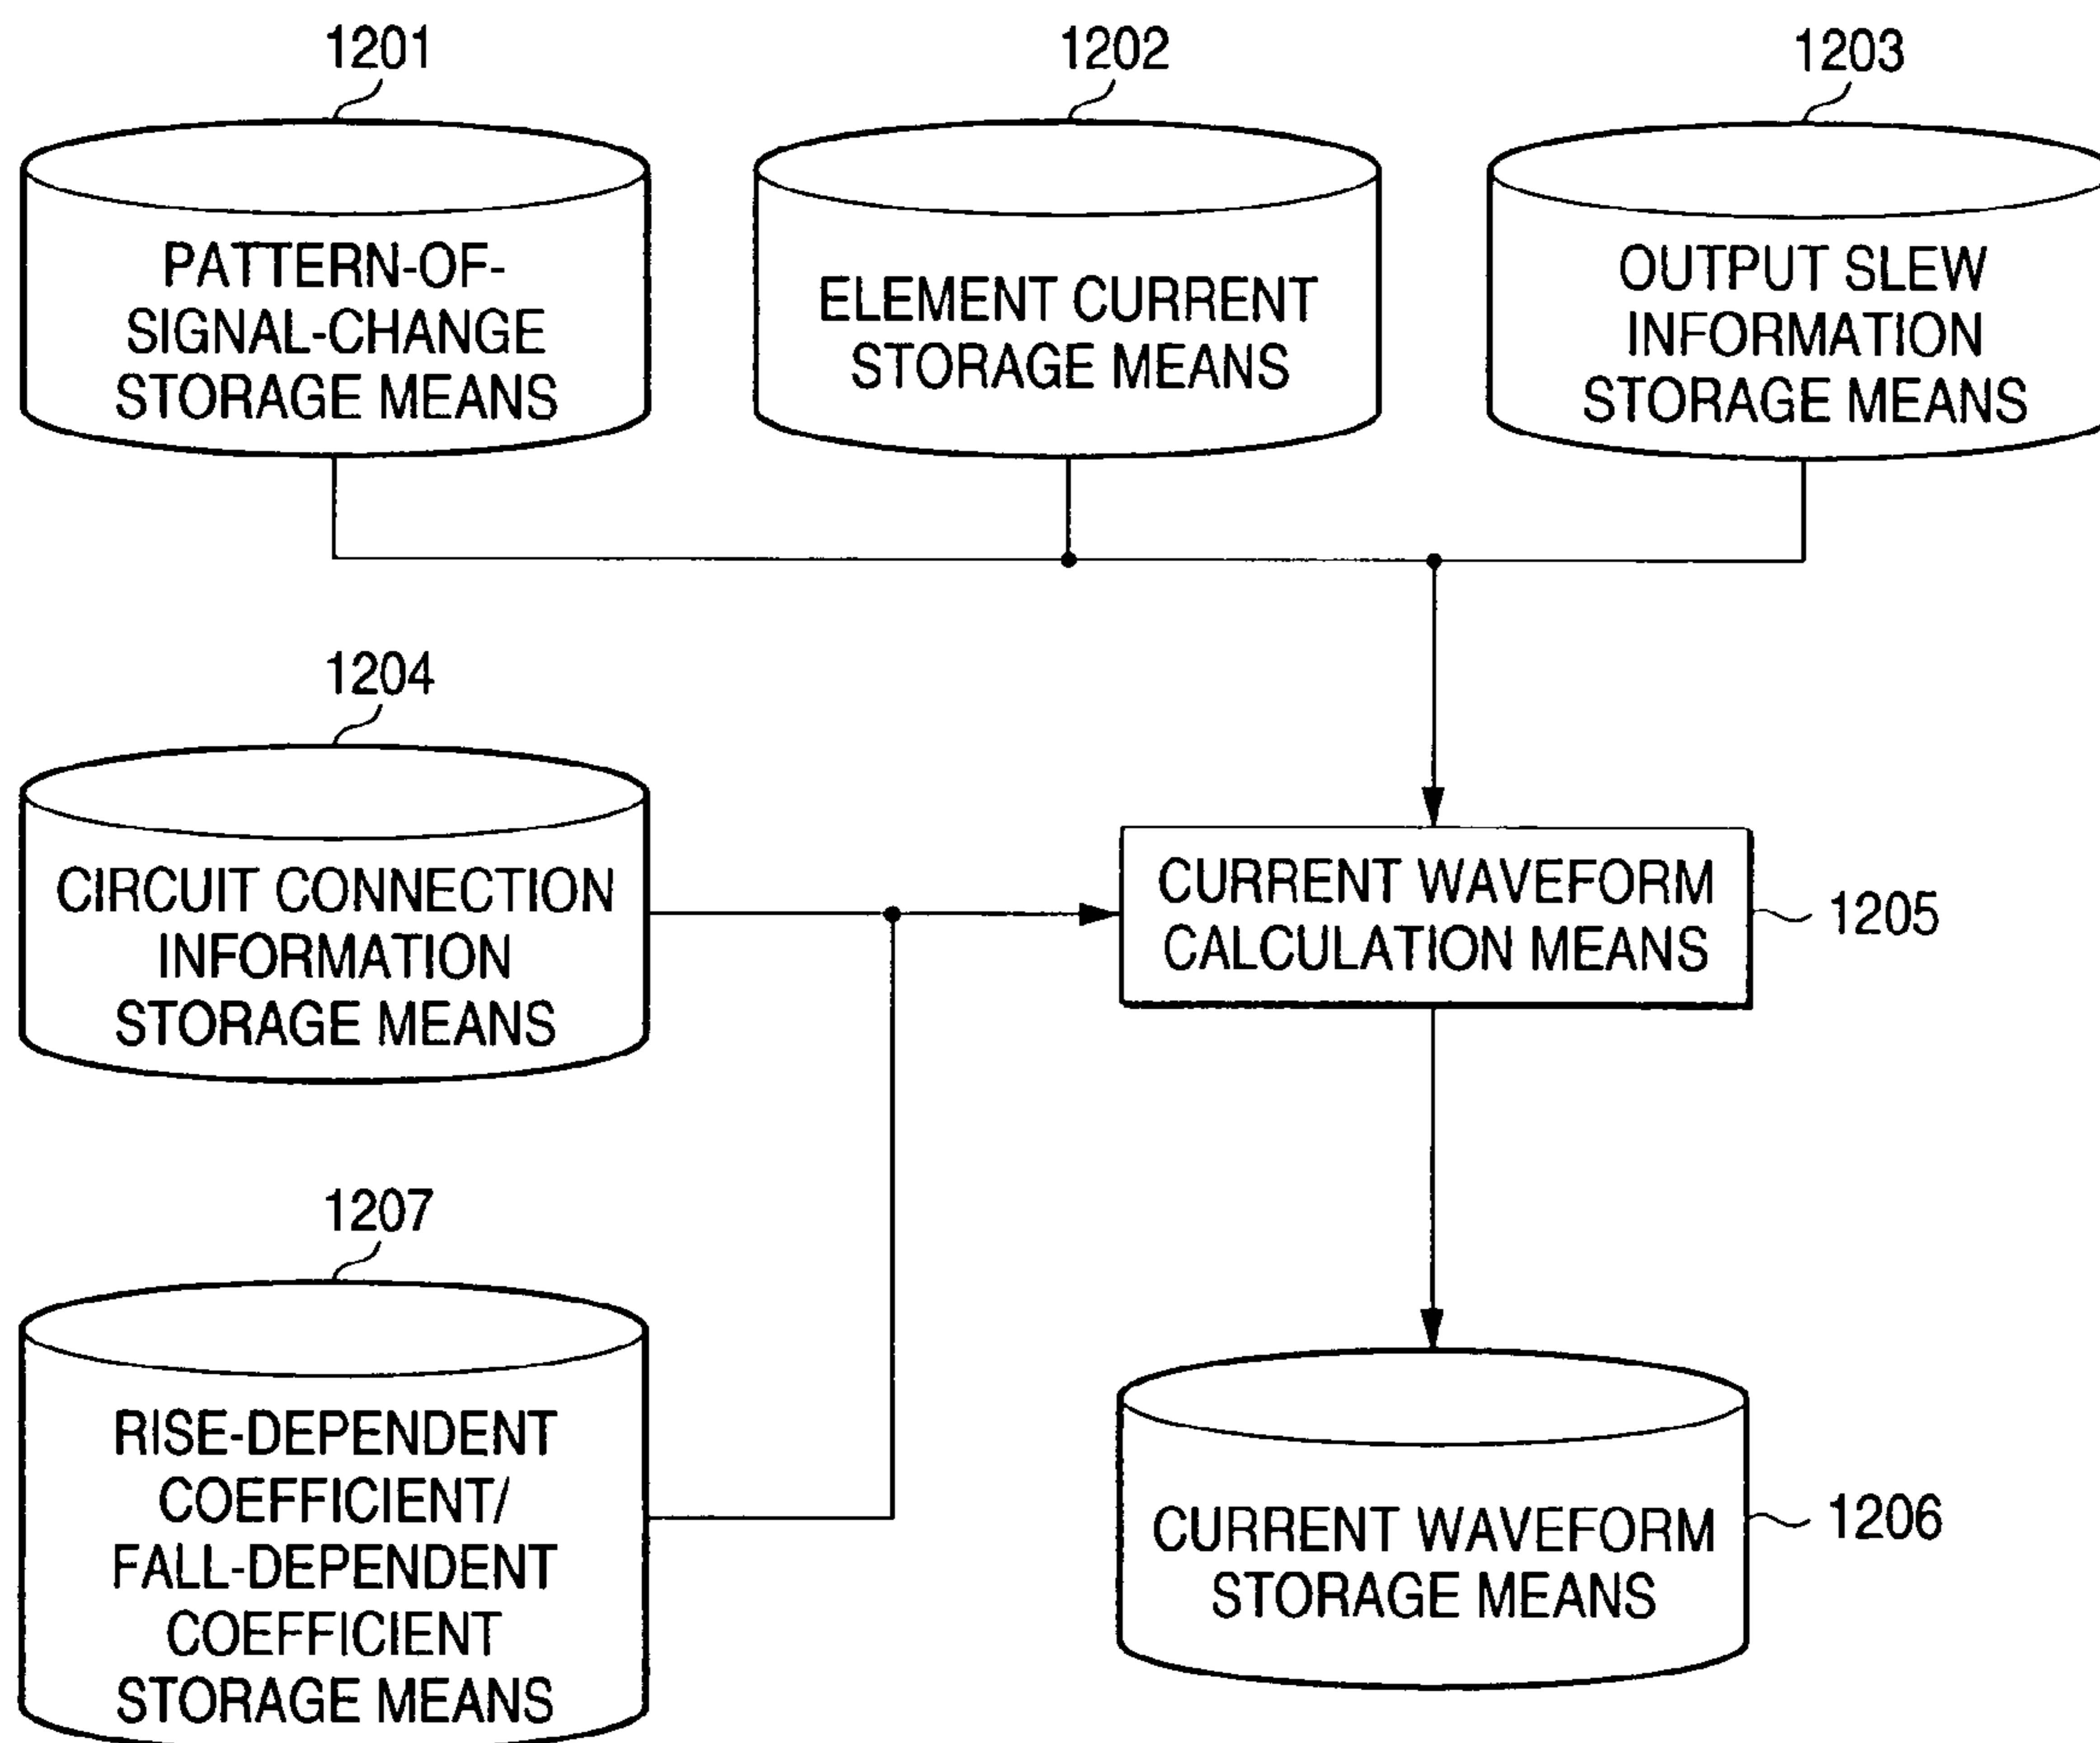 1201
PATTERN-OF-
SIGNAL-CHANGE
STORAGE MEANS
1202
ELEMENT CURRENT
STORAGE MEANS
1203
OUTPUT SLEW
INFORMATION
STORAGE MEANS
1204
CIRCUIT CONNECTION
INFORMATION
STORAGE MEANS
CURRENT WAVEFORM
CALCULATION MEANS
1205
1207
RISE-DEPENDENT
COEFFICIENT/
FALL-DEPENDENT
COEFFICIENT
STORAGE MEANS
CURRENT WAVEFORM
STORAGE MEANS
1206